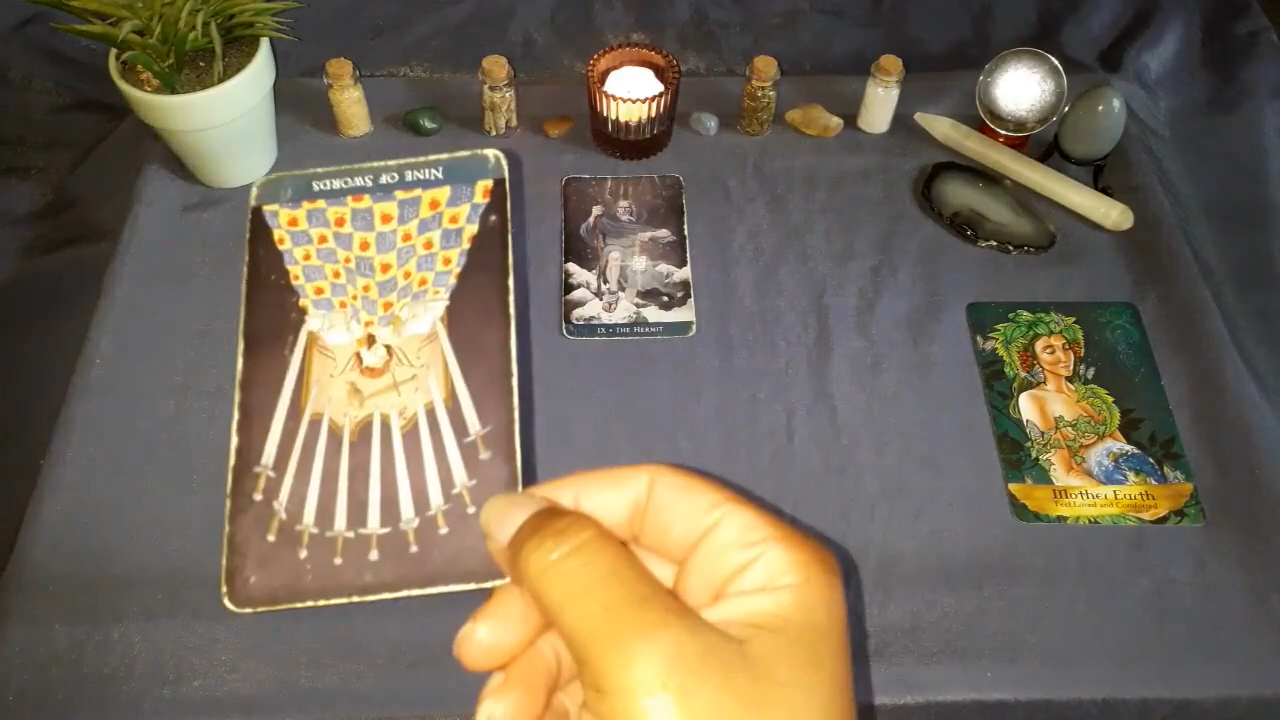 NINE OF SWORDS
IX • THE HERMIT
Mother Earth
Feel Loved and Comforted